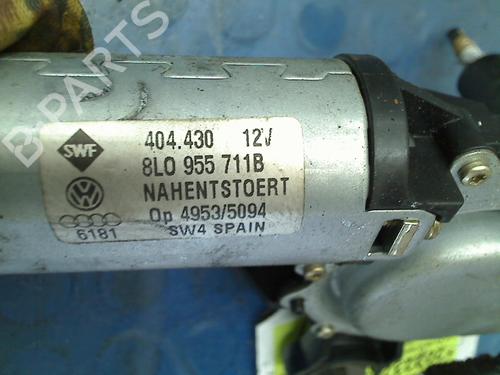 B-PARTS
SWF
404.430 12V
8L0 955 711B
NAHENTSTOERT
Op 4953/5094
6181
SW4 SPAIN